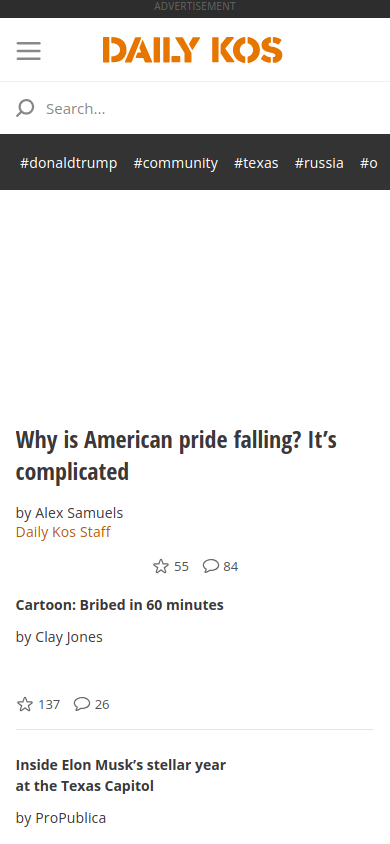 ADVERTISEMENT
DAILY KOS
Search...
#donaldtrump #community #texas #russia #o
Why is American pride falling? It’s
complicated
by Alex Samuels
Daily Kos Staff
55 84
Cartoon: Bribed in 60 minutes
by Clay Jones
137 26
Inside Elon Musk’s stellar year
at the Texas Capitol
by ProPublica